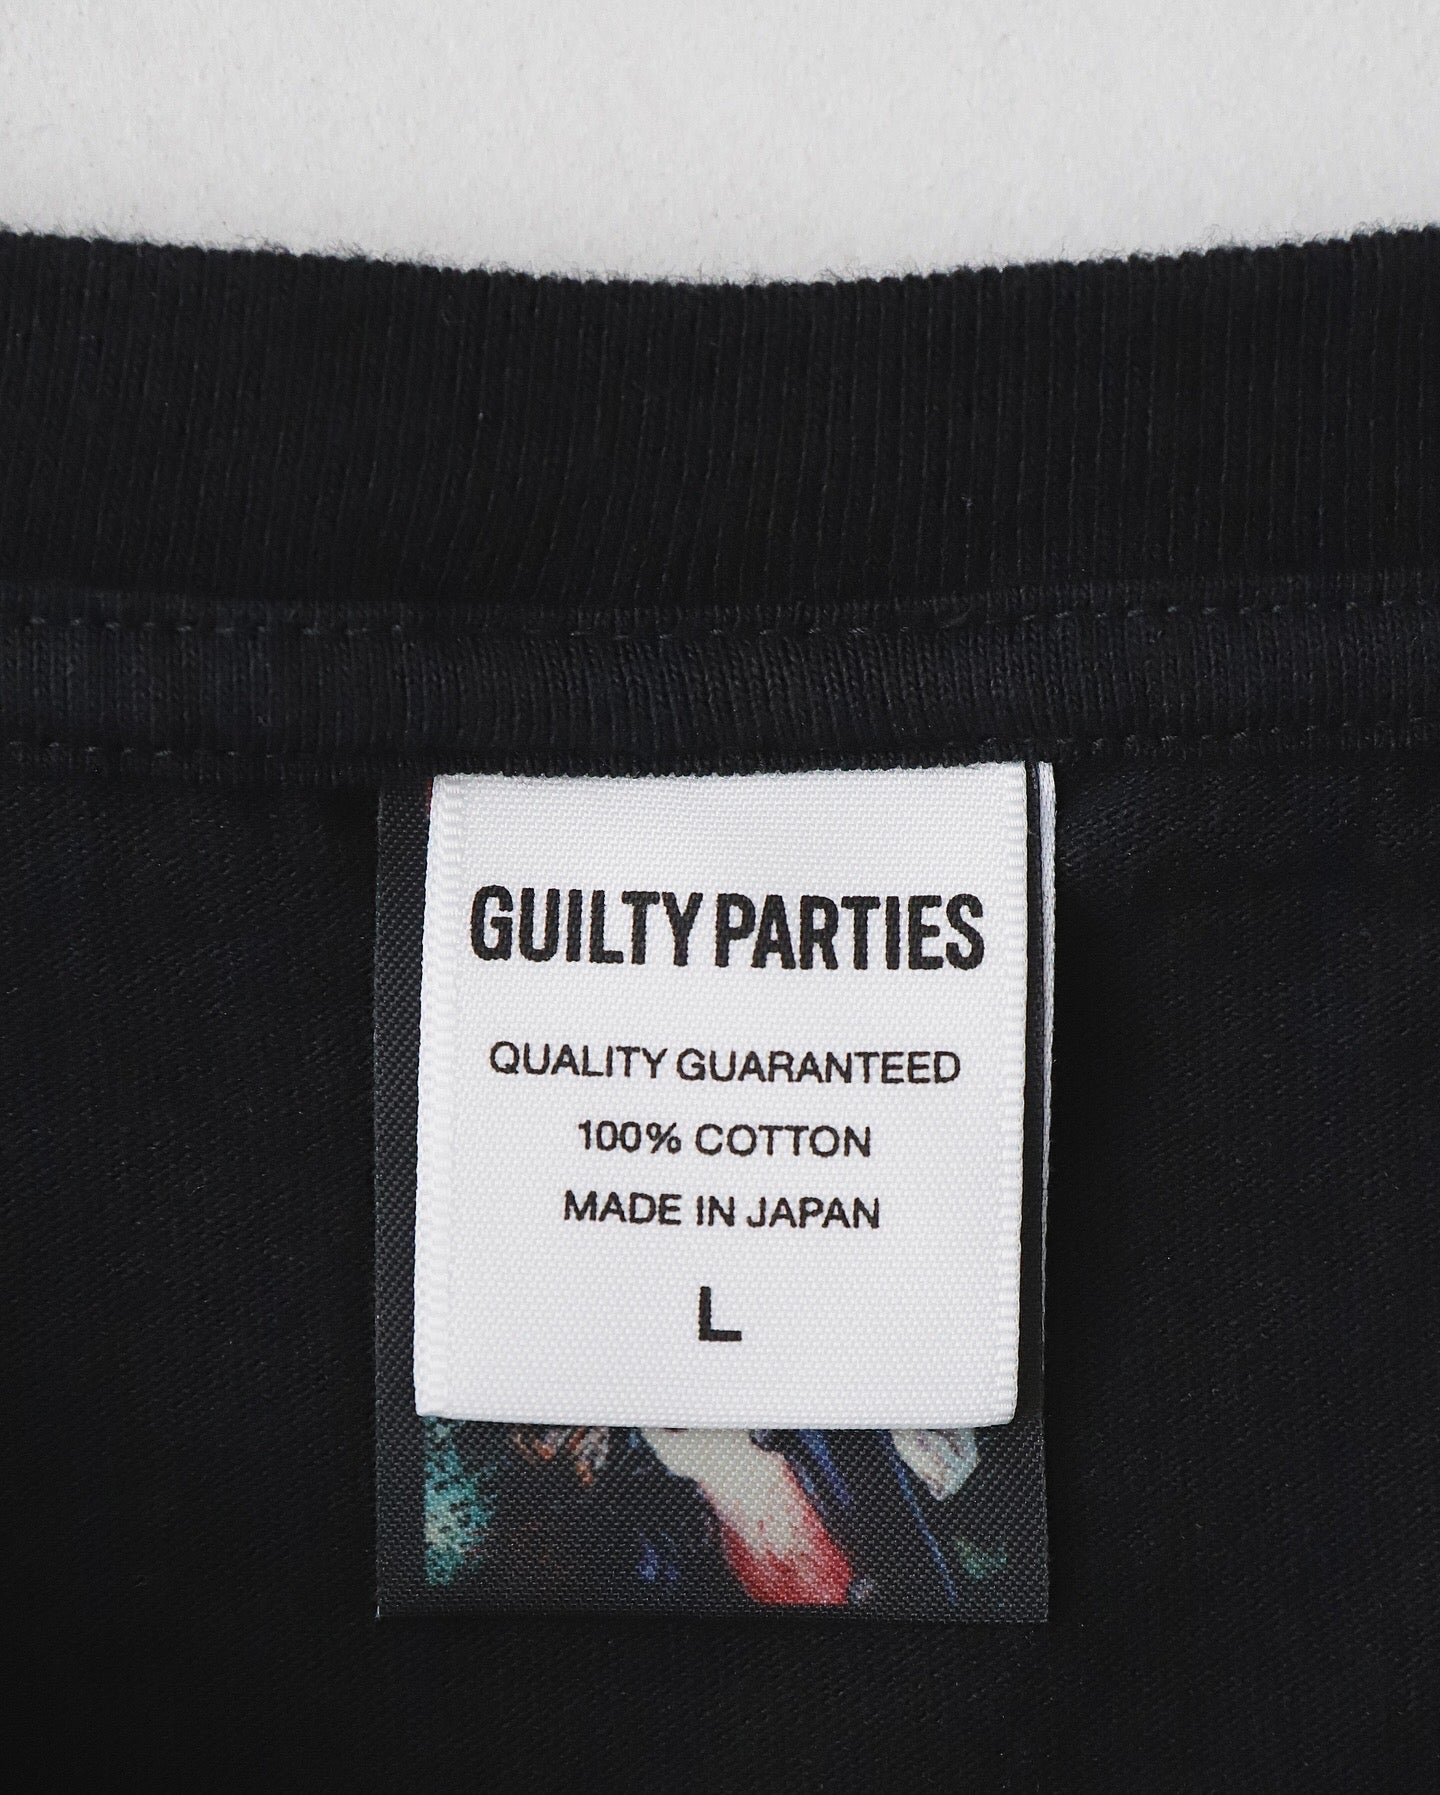 GUILTY PARTIES
QUALITY GUARANTEED
100% COTTON
MADE IN JAPAN
L